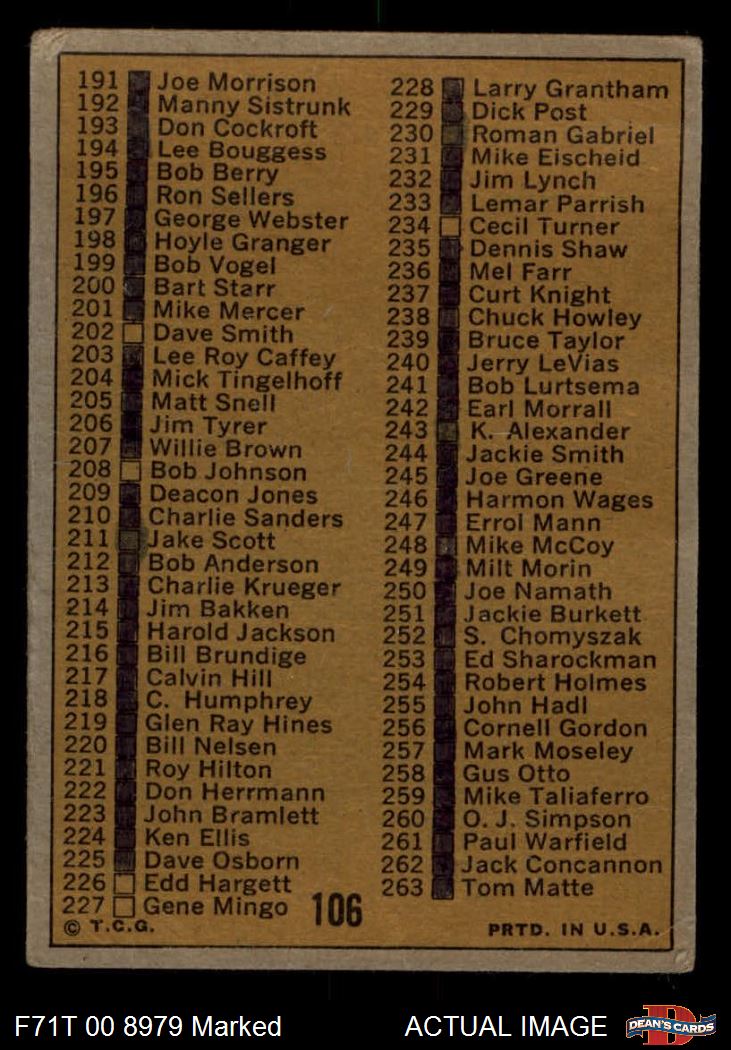 191 Joe Morrison
192 Manny Sistrunk
193 Don Cockroft
194 Lee Bouggess
195 Bob Berry
196 Ron Sellers
197 George Webster
198 Hoyle Granger
199 Bob Vogel
200 Bart Starr
201 Mike Mercer
202 Dave Smith
203 Lee Roy Caffey
204 Mick Tingelhoff
205 Matt Snell
206 Jim Tyrer
207 Willie Brown
208 Bob Johnson
209 Deacon Jones
210 Charlie Sanders
211 Jake Scott
212 Bob Anderson
213 Charlie Krueger
214 Jim Bakken
215 Harold Jackson
216 Bill Brundige
217 Calvin Hill
218 C. Humphrey
219 Glen Ray Hines
220 Bill Nelsen
221 Roy Hilton
222 Don Herrmann
223 John Bramlett
224 Ken Ellis
225 Dave Osborn
226 Edd Hargett
227 Gene Mingo
228 Larry Grantham
229 Dick Post
230 Roman Gabriel
231 Mike Eischeid
232 Jim Lynch
233 Lemar Parrish
234 Cecil Turner
235 Dennis Shaw
236 Mel Farr
237 Curt Knight
238 Chuck Howley
239 Bruce Taylor
240 Jerry LeVias
241 Bob Lurtsema
242 Earl Morrall
243 K. Alexander
244 Jackie Smith
245 Joe Greene
246 Harmon Wages
247 Errol Mann
248 Mike McCoy
249 Milt Morin
250 Joe Namath
251 Jackie Burkett
252 S. Chomyszak
253 Ed Sharockman
254 Robert Holmes
255 John Hadl
256 Cornell Gordon
257 Mark Moseley
258 Gus Otto
259 Mike Taliaferro
260 O. J. Simpson
261 Paul Warfield
262 Jack Concannon
263 Tom Matte
106
© T.C.G.
PRTD. IN U.S.A.
F71T 00 8979 Marked
ACTUAL IMAGE
D
DEAN'S CARDS